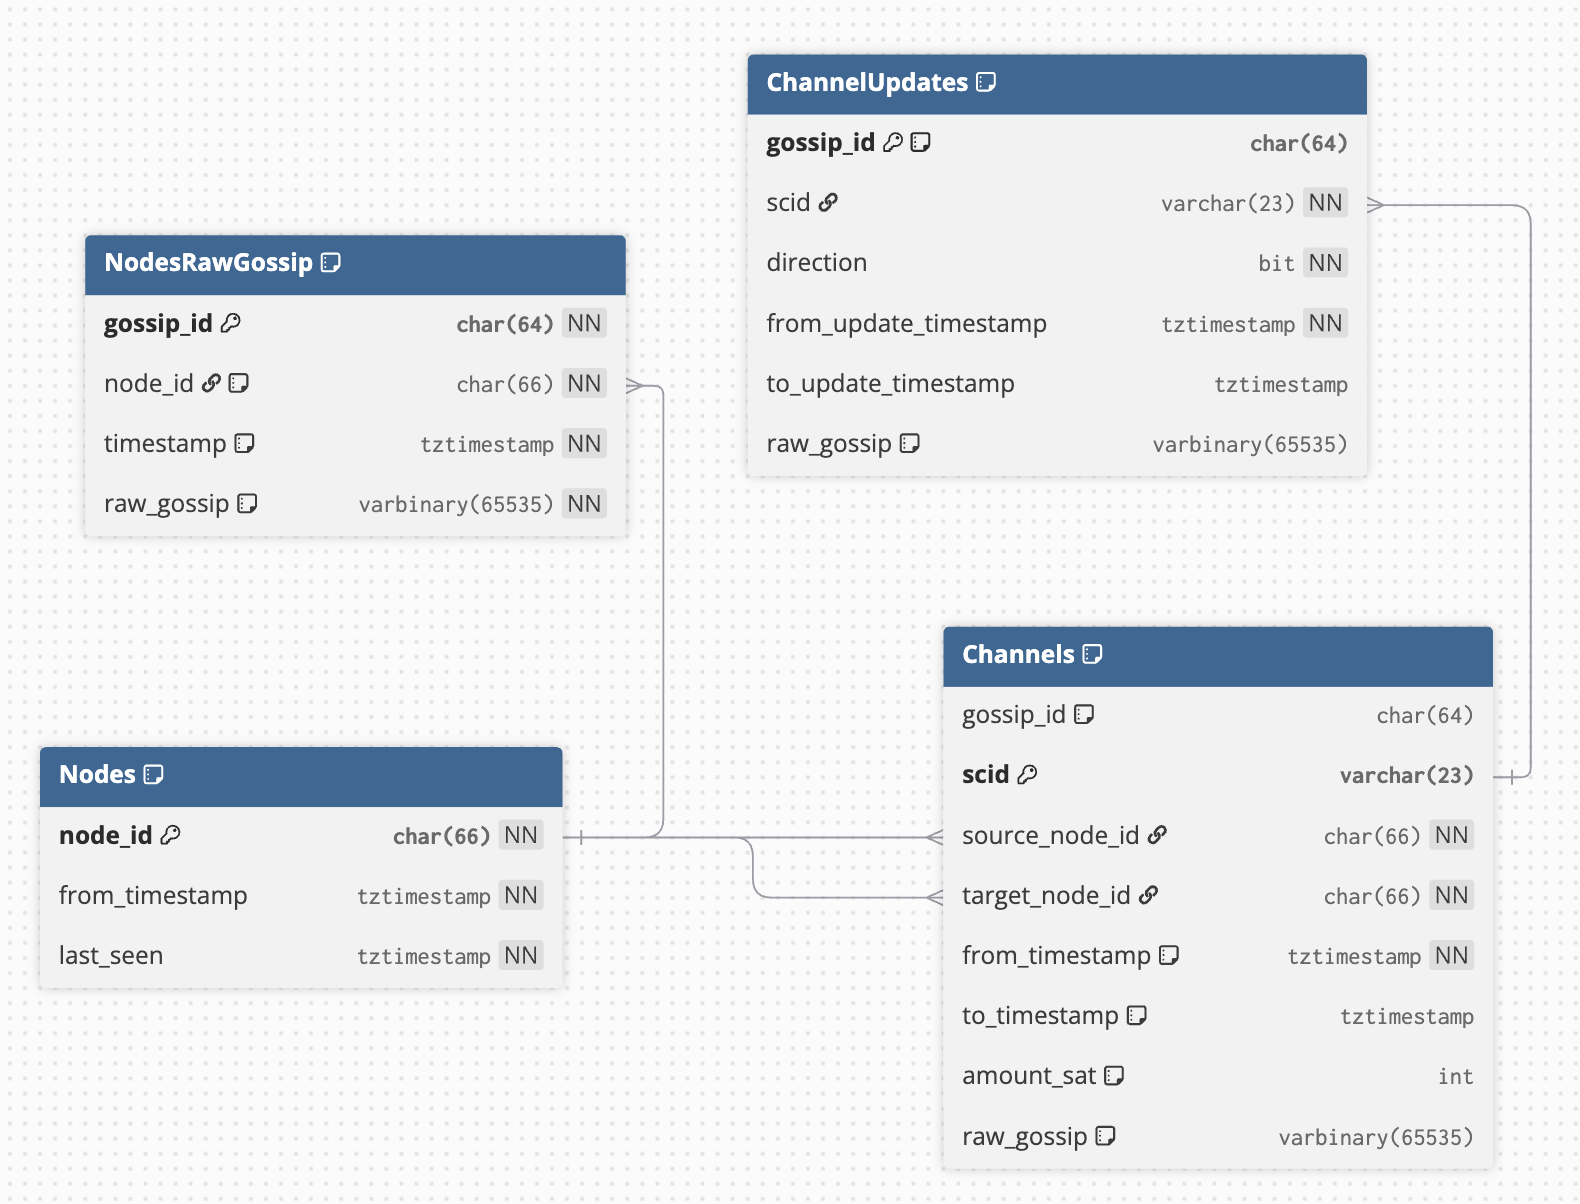 ChannelUpdates
gossip_id char(64)
scid varchar(23) NN
direction bit NN
from_update_timestamp tztimestamp NN
to_update_timestamp tztimestamp
raw_gossip varbinary(65535)
NodesRawGossip
gossip_id char(64) NN
node_id char(66) NN
timestamp tztimestamp NN
raw_gossip varbinary(65535) NN
Channels
gossip_id char(64)
scid varchar(23)
source_node_id char(66) NN
target_node_id char(66) NN
from_timestamp tztimestamp NN
to_timestamp tztimestamp
amount_sat int
raw_gossip varbinary(65535)
Nodes
node_id char(66) NN
from_timestamp tztimestamp NN
last_seen tztimestamp NN